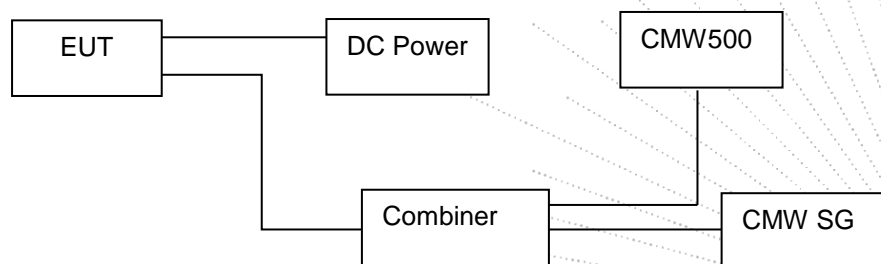 EUT
DC Power
CMW500
Combiner
CMW SG